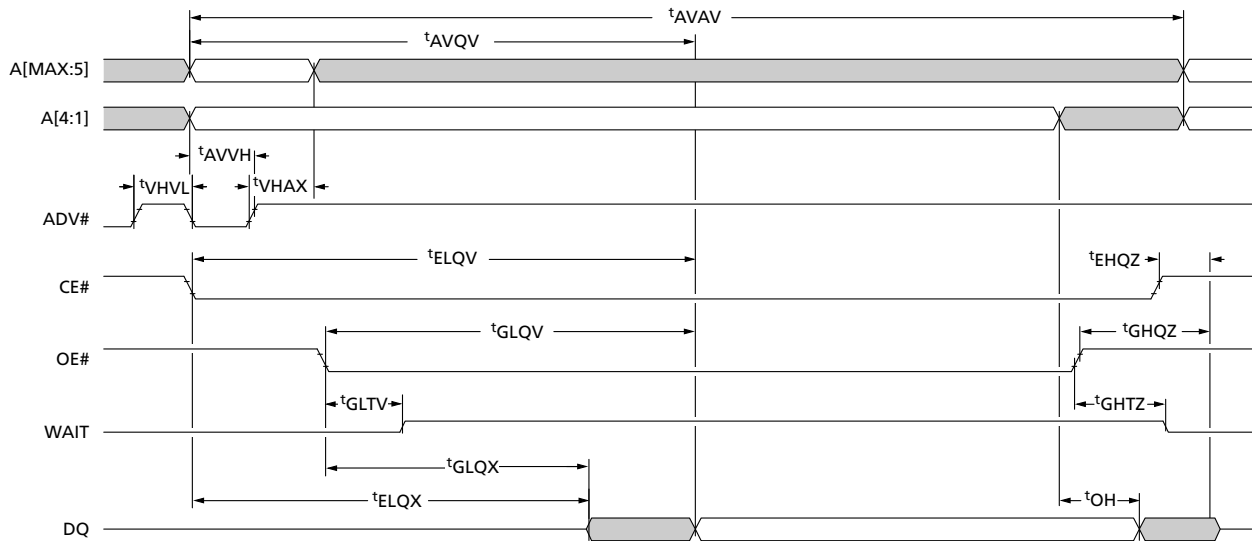 tAVAV
tAVQV
A[MAX:5]
A[4:1]
tAVVH
tVHVL
tVHAX
ADV#
tELQV
tEHQZ
CE#
tGLQV
tGHQZ
OE#
tGLTV
tGHTZ
WAIT
tGLQX
tELQX
tOH
DQ